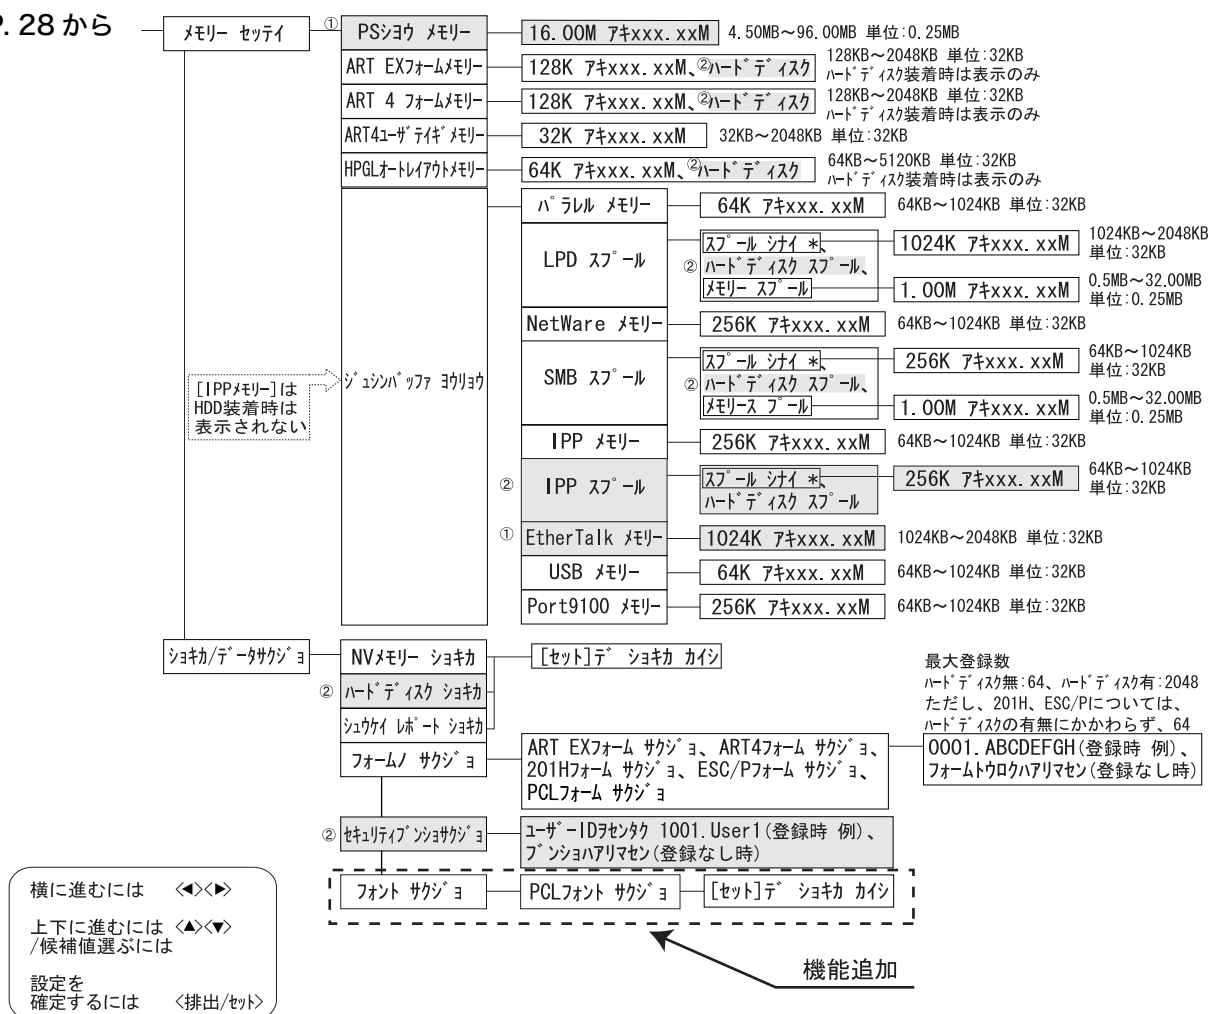 P. 28 から
メモリー セッテイ
① PSショウ メモリー
16.00M アキxxx.xxM
4.50MB～96.00MB 単位:0.25MB
ART EXフォームメモリー
128K アキxxx.xxM、②ハードディスク
128KB～2048KB 単位:32KB
ハードディスク装着時は表示のみ
ART 4 フォームメモリー
128K アキxxx.xxM、②ハードディスク
128KB～2048KB 単位:32KB
ハードディスク装着時は表示のみ
ART4ユーザテイギメモリー
32K アキxxx.xxM
32KB～2048KB 単位:32KB
HPGLオートレイアウトメモリー
64K アキxxx.xxM、②ハードディスク
64KB～5120KB 単位:32KB
ハードディスク装着時は表示のみ
ジュシンバッファ ヨウリョウ
[IPPメモリー]は
HDD装着時は
表示されない
パラレル メモリー
64K アキxxx.xxM
64KB～1024KB 単位:32KB
LPD スプール
スプール シナイ *、
② ハードディスク スプール、
メモリー スプール
1024K アキxxx.xxM
1024KB～2048KB
単位:32KB
1.00M アキxxx.xxM
0.5MB～32.00MB
単位:0.25MB
NetWare メモリー
256K アキxxx.xxM
64KB～1024KB 単位:32KB
SMB スプール
スプール シナイ *、
② ハードディスク スプール、
メモリース プール
256K アキxxx.xxM
64KB～1024KB
単位:32KB
1.00M アキxxx.xxM
0.5MB～32.00MB
単位:0.25MB
IPP メモリー
256K アキxxx.xxM
64KB～1024KB 単位:32KB
② IPP スプール
スプール シナイ *、
ハードディスク スプール
256K アキxxx.xxM
64KB～1024KB
単位:32KB
① EtherTalk メモリー
1024K アキxxx.xxM
1024KB～2048KB 単位:32KB
USB メモリー
64K アキxxx.xxM
64KB～1024KB 単位:32KB
Port9100 メモリー
256K アキxxx.xxM
64KB～1024KB 単位:32KB
ショキカ/データサクジョ
NVメモリー ショキカ
[セット]デ ショキカ カイシ
② ハードディスク ショキカ
シュウケイ レポート ショキカ
フォームノ サクジョ
ART EXフォーム サクジョ、ART4フォーム サクジョ、
201Hフォーム サクジョ、ESC/Pフォーム サクジョ、
PCLフォーム サクジョ
最大登録数
ハードディスク無:64、ハードディスク有:2048
ただし、201H、ESC/Pについては、
ハードディスクの有無にかかわらず、64
0001.ABCDEFGH(登録時 例)、
フォームトウロクハアリマセン(登録なし時)
② セキュリティブンショサクジョ
ユーザーIDヲセンタク 1001.User1(登録時 例)、
ブンショハアリマセン(登録なし時)
フォント サクジョ
PCLフォント サクジョ
[セット]デ ショキカ カイシ
機能追加
横に進むには 〈◀〉〈▶〉
上下に進むには 〈▲〉〈▼〉
/候補値選ぶには
設定を
確定するには 〈排出/セット〉